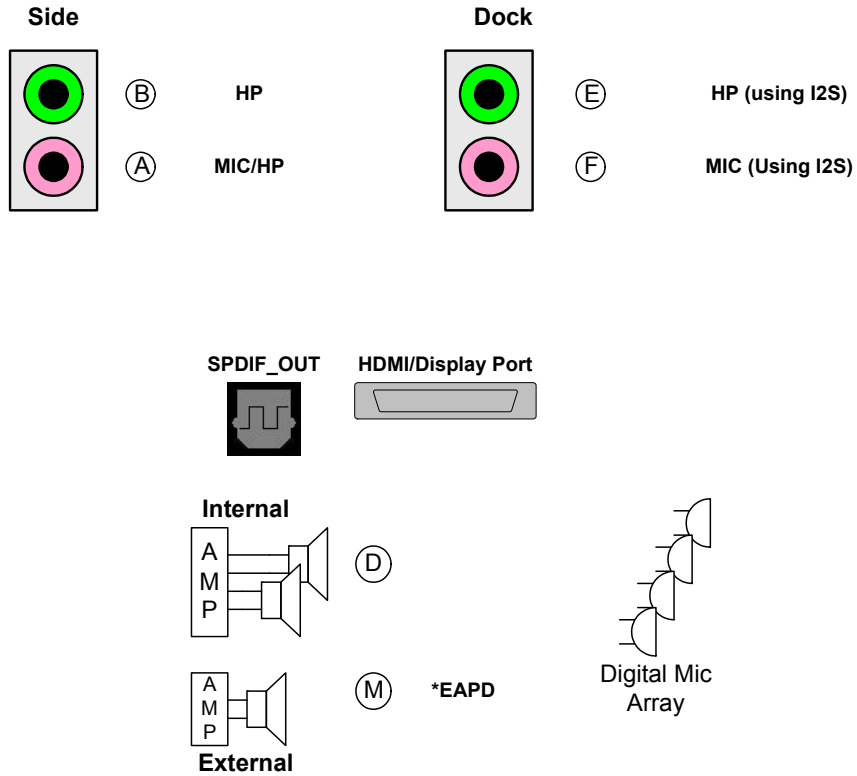 Side
Dock
B
HP
E
HP (using I2S)
A
MIC/HP
F
MIC (Using I2S)
SPDIF_OUT
HDMI/Display Port
Internal
A
M
P
D
A
M
P
M
*EAPD
External
Digital Mic
Array